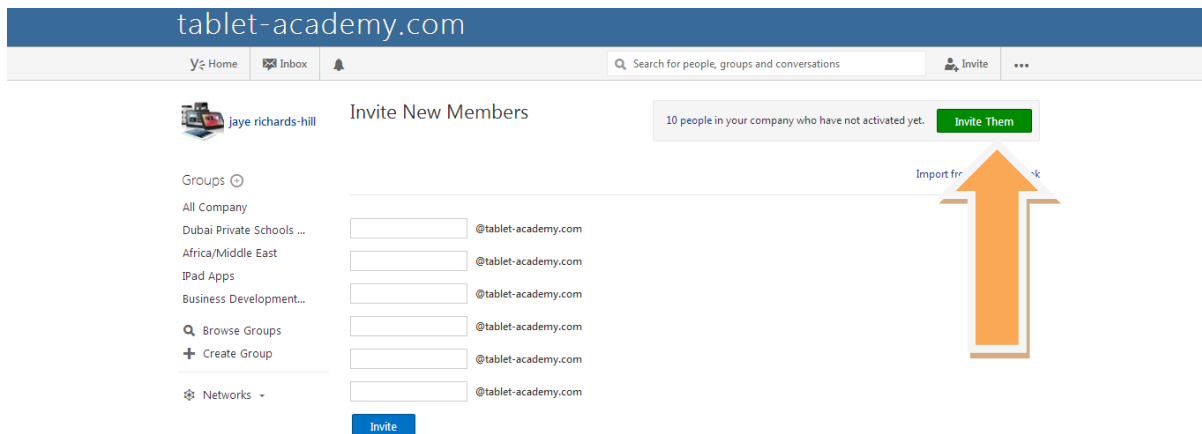 tablet-academy.com
Home Inbox Search for people, groups and conversations Invite
jaye richards-hill
Invite New Members
10 people in your company who have not activated yet. Invite Them
Import
Groups
All Company
Dubai Private Schools ...
Africa/Middle East
IPad Apps
Business Development...
Browse Groups
Create Group
Networks
@tablet-academy.com
@tablet-academy.com
@tablet-academy.com
@tablet-academy.com
@tablet-academy.com
@tablet-academy.com
Invite